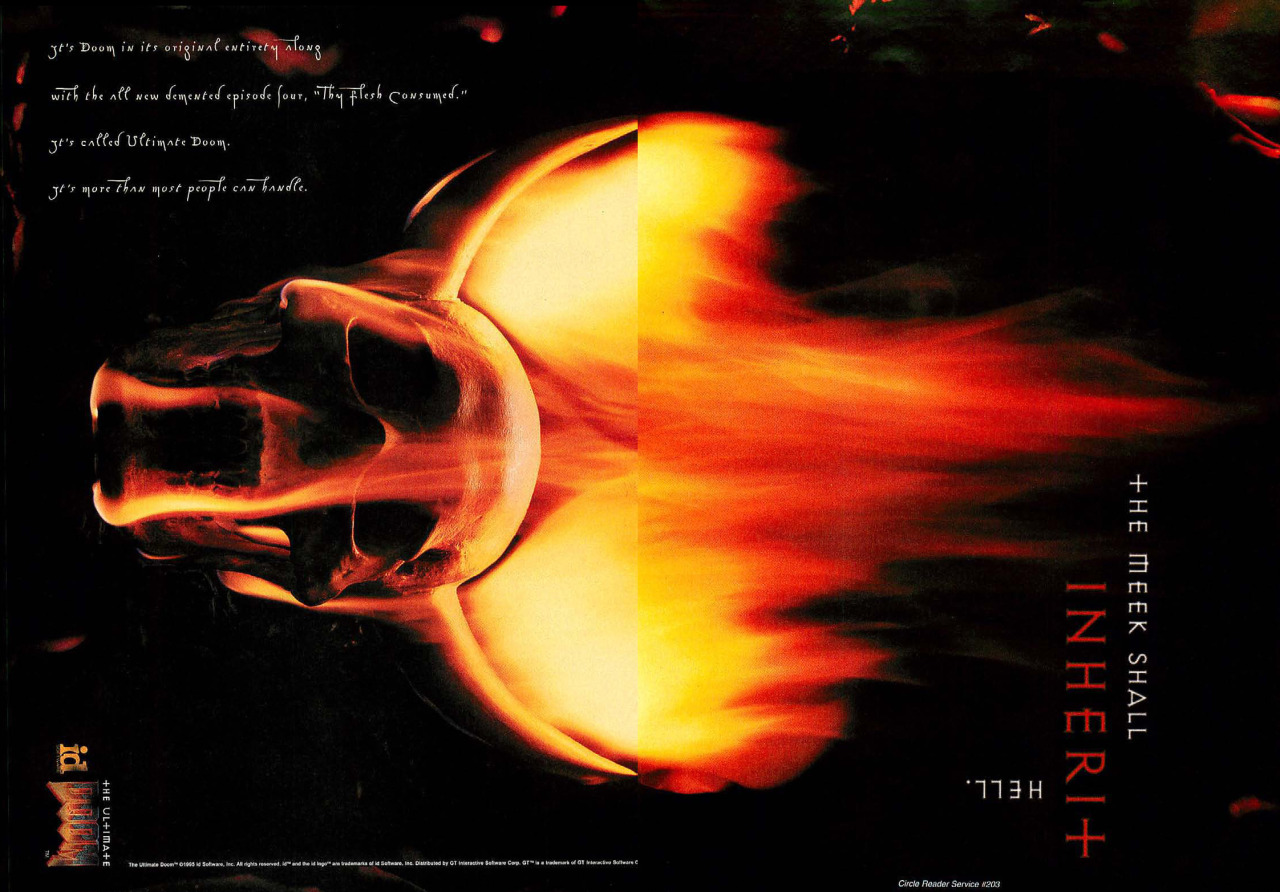 It's Doom in its original entirety along
with the all new demented episode four, "Thy Flesh Consumed."
It's called Ultimate Doom.
It's more than most people can handle.
THE MEEK SHALL
INHERIT
HELL.
id
THE ULTIMATE
DOOM™
The Ultimate Doom™ ©1995 id Software, Inc. All rights reserved. id™ and the id logo™ are trademarks of id Software, Inc. Distributed by GT Interactive Software Corp. GT™ is a trademark of GT Interactive Software C
Circle Reader Service #203